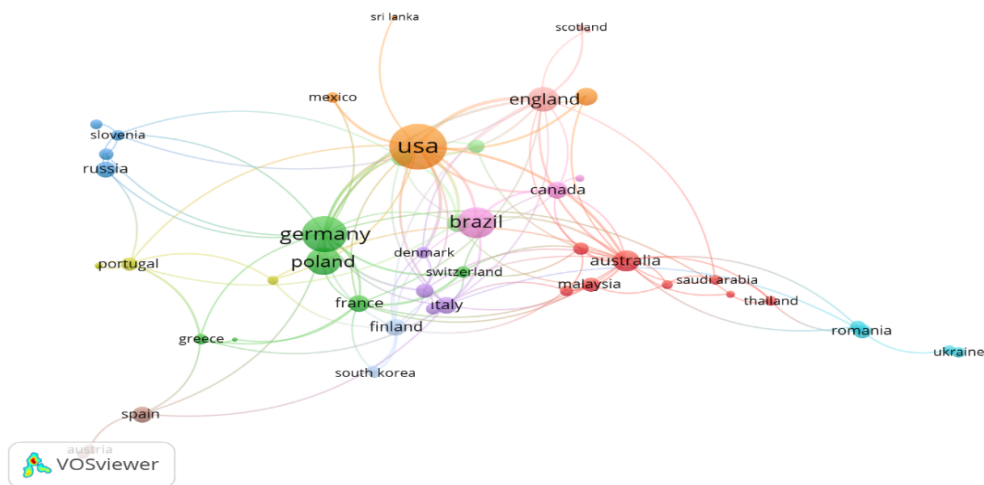 sri lanka
scotland
mexico
england
slovenia
usa
russia
canada
brazil
germany
denmark
poland
portugal
switzerland
australia
saudi arabia
malaysia
thailand
france
italy
finland
romania
greece
ukraine
south korea
spain
austria
VOSviewer